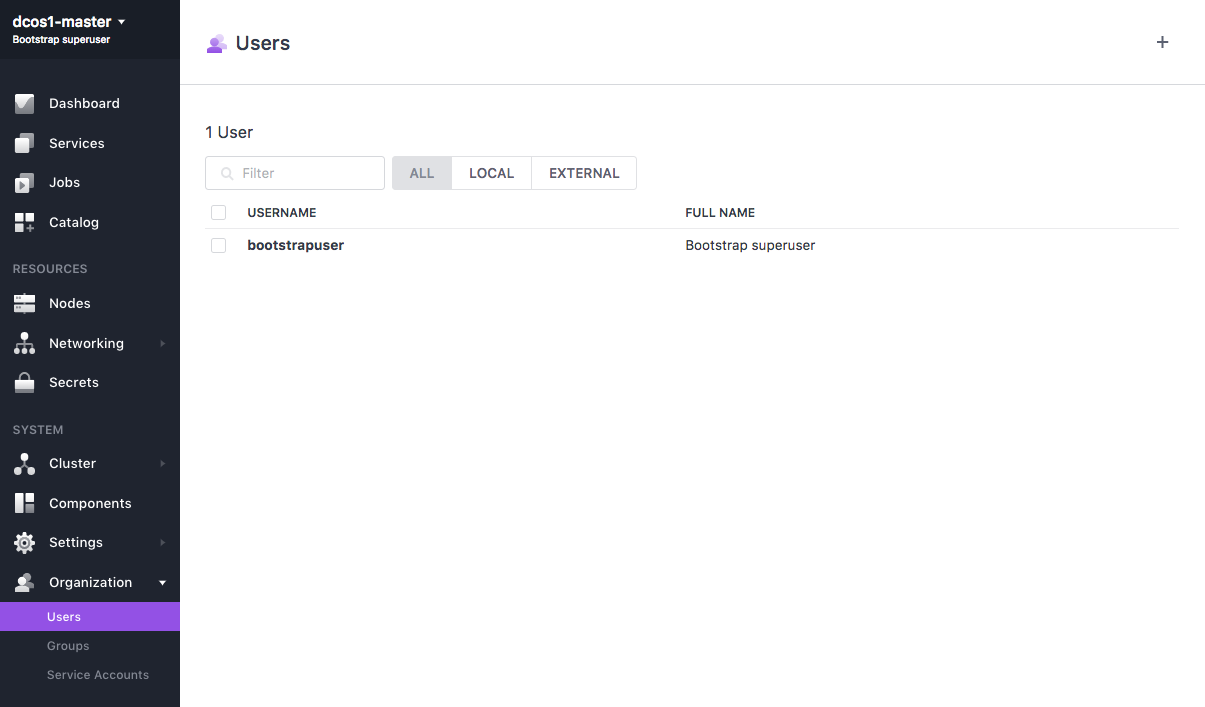 dcos1-master
Bootstrap superuser
Dashboard
Services
Jobs
Catalog
RESOURCES
Nodes
Networking
Secrets
SYSTEM
Cluster
Components
Settings
Organization
Users
Groups
Service Accounts
Users
1 User
Filter ALL LOCAL EXTERNAL
USERNAME FULL NAME
bootstrapuser Bootstrap superuser